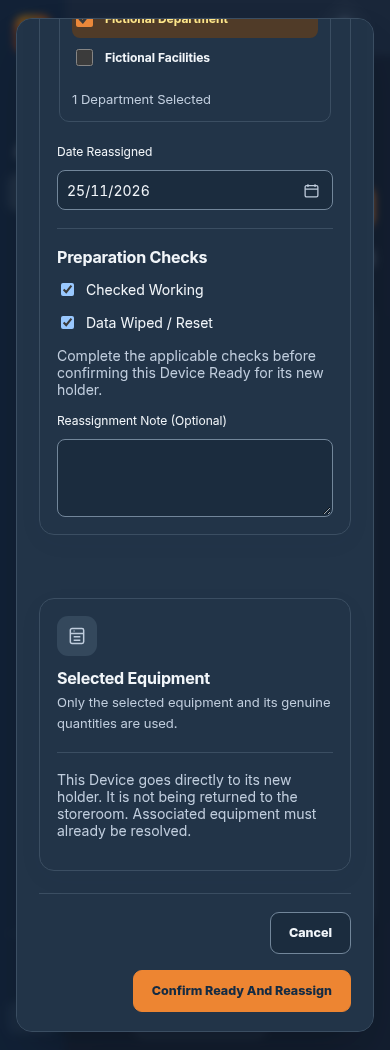 Fictional Department
Fictional Facilities
1 Department Selected
Date Reassigned
25/11/2026
Preparation Checks
Checked Working
Data Wiped / Reset
Complete the applicable checks before
confirming this Device Ready for its new
holder.
Reassignment Note (Optional)
Selected Equipment
Only the selected equipment and its genuine
quantities are used.
This Device goes directly to its new
holder. It is not being returned to the
storeroom. Associated equipment must
already be resolved.
Cancel
Confirm Ready And Reassign